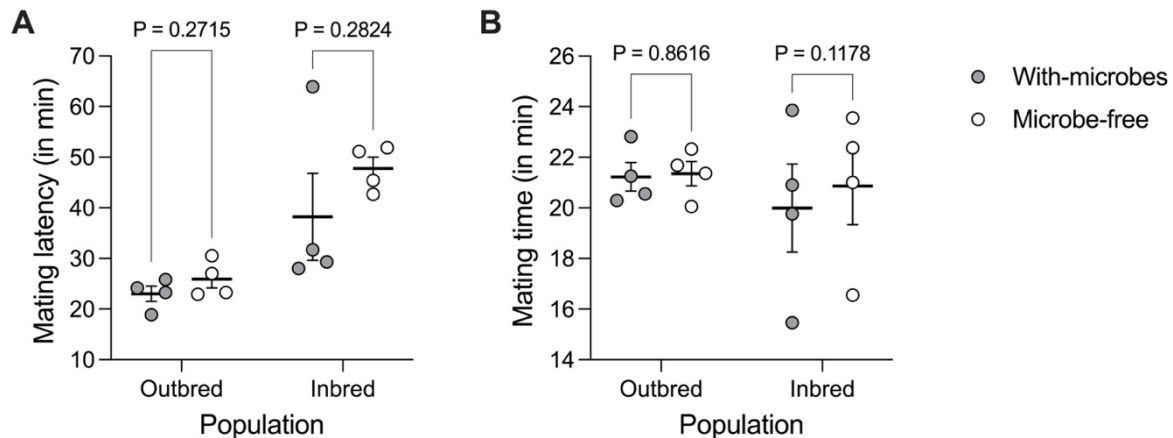 A
P = 0.2715
P = 0.2824
Mating latency (in min)
70
60
50
40
30
20
10
Outbred
Inbred
Population
B
P = 0.8616
P = 0.1178
Mating time (in min)
26
24
22
20
18
16
14
Outbred
Inbred
Population
With-microbes
Microbe-free